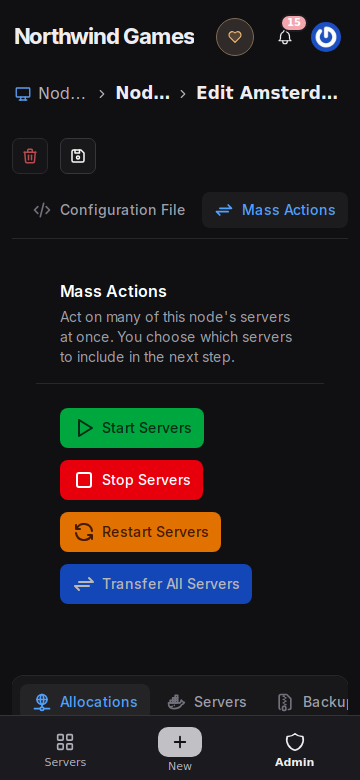 Northwind Games
15
Nod... > Nod... > Edit Amsterd...
Configuration File
Mass Actions
Mass Actions
Act on many of this node's servers
at once. You choose which servers
to include in the next step.
Start Servers
Stop Servers
Restart Servers
Transfer All Servers
Allocations
Servers
Backup
Servers
New
Admin